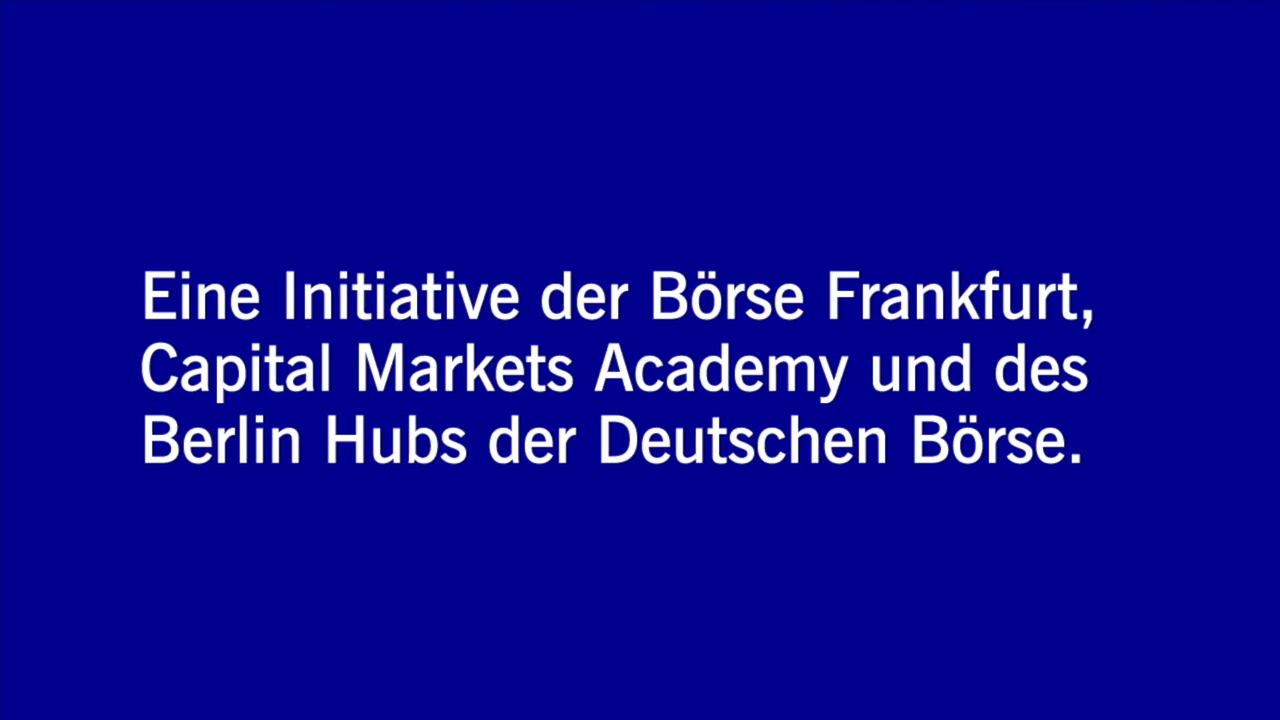 Eine Initiative der Börse Frankfurt,
Capital Markets Academy und des
Berlin Hubs der Deutschen Börse.